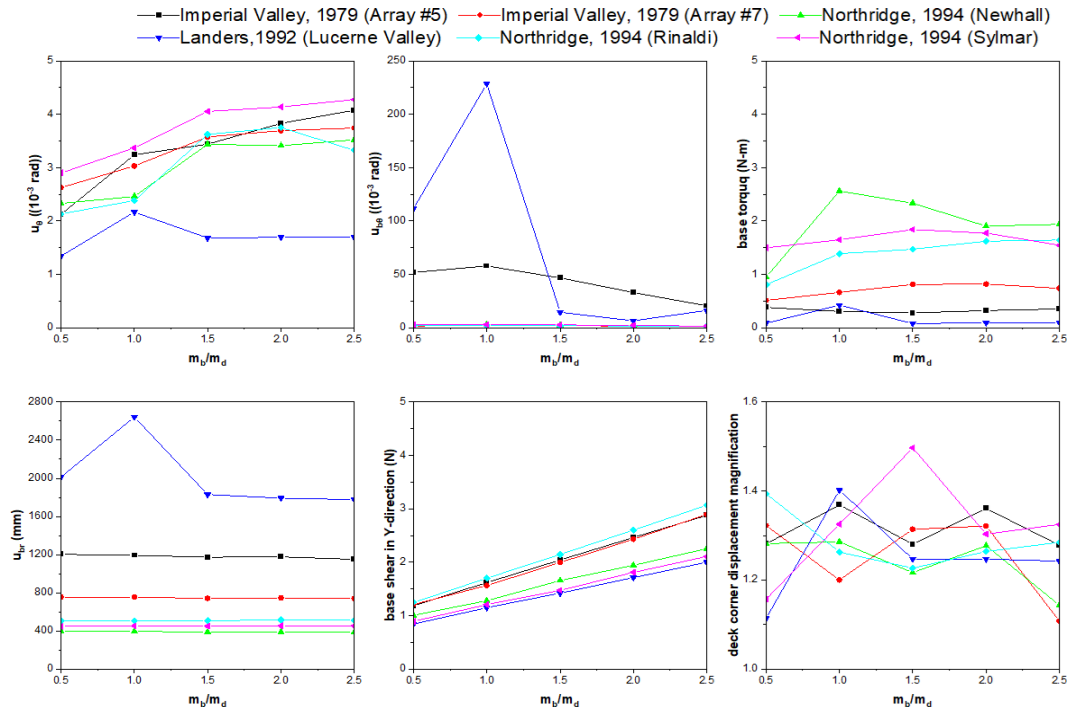 Imperial Valley, 1979 (Array #5) Imperial Valley, 1979 (Array #7) Northridge, 1994 (Newhall)
Landers,1992 (Lucerne Valley) Northridge, 1994 (Rinaldi) Northridge, 1994 (Sylmar)
5
4
3
2
1
0
uθ ((10⁻³ rad))
0.5 1.0 1.5 2.0 2.5
mb/md
250
200
150
100
50
0
ubθ ((10⁻³ rad))
0.5 1.0 1.5 2.0 2.5
mb/md
5
4
3
2
1
0
base torque (N-m)
0.5 1.0 1.5 2.0 2.5
mb/md
2800
2400
2000
1600
1200
800
400
0
ubr (mm)
0.5 1.0 1.5 2.0 2.5
mb/md
5
4
3
2
1
0
base shear in Y-direction (N)
0.5 1.0 1.5 2.0 2.5
mb/md
1.6
1.4
1.2
1.0
deck corner displacement magnification
0.5 1.0 1.5 2.0 2.5
mb/md